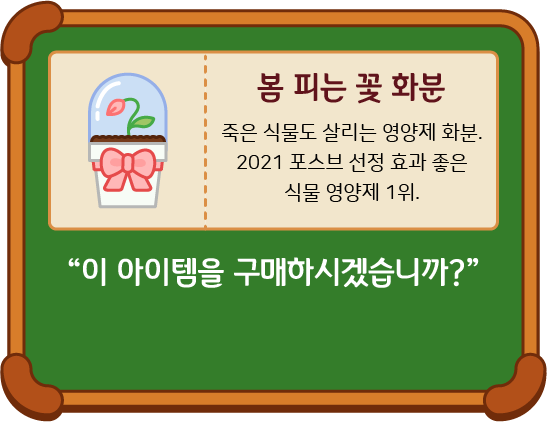 봄 피는 꽃 화분
죽은 식물도 살리는 영양제 화분.
2021 포스브 선정 효과 좋은
식물 영양제 1위.
“이 아이템을 구매하시겠습니까?”